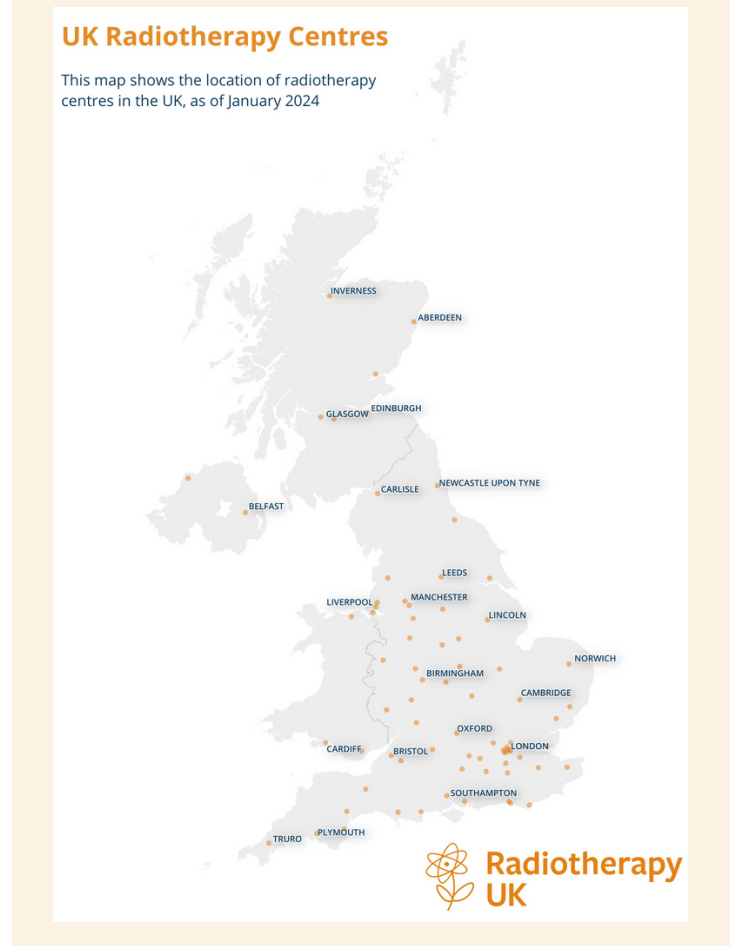 UK Radiotherapy Centres
This map shows the location of radiotherapy
centres in the UK, as of January 2024
INVERNESS
ABERDEEN
EDINBURGH
GLASGOW
NEWCASTLE UPON TYNE
CARLISLE
BELFAST
LEEDS
MANCHESTER
LIVERPOOL
LINCOLN
NORWICH
BIRMINGHAM
CAMBRIDGE
OXFORD
LONDON
CARDIFF
BRISTOL
SOUTHAMPTON
PLYMOUTH
TRURO
Radiotherapy
UK